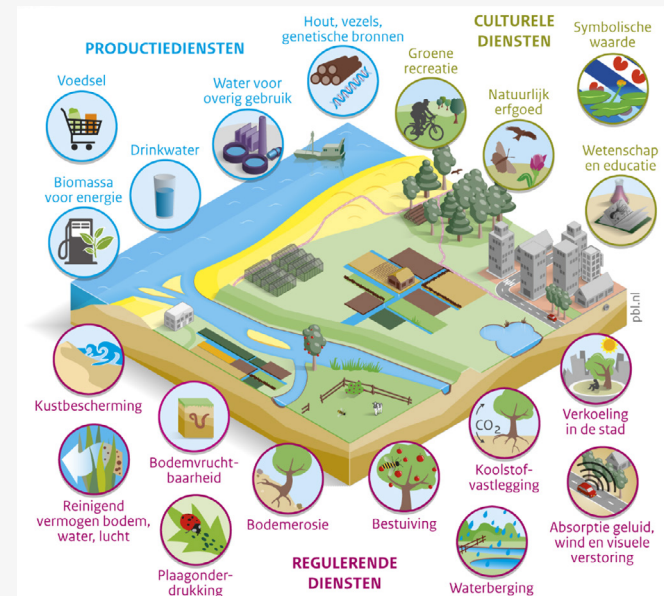 PRODUCTIEDIENSTEN
Voedsel
Drinkwater
Biomassa
voor energie
Water voor
overig gebruik
Hout, vezels,
genetische bronnen
CULTURELE
DIENSTEN
Groene
recreatie
Natuurlijk
erfgoed
Symbolische
waarde
Wetenschap
en educatie
pbl.nl
Kustbescherming
Reinigend
vermogen bodem,
water, lucht
Bodemvrucht-
baarheid
Plaagonder-
drukking
Bodemerosie
Bestuiving
REGULERENDE
DIENSTEN
CO₂
Koolstof-
vastlegging
Waterberging
Verkoeling
in de stad
Absorptie geluid,
wind en visuele
verstoring